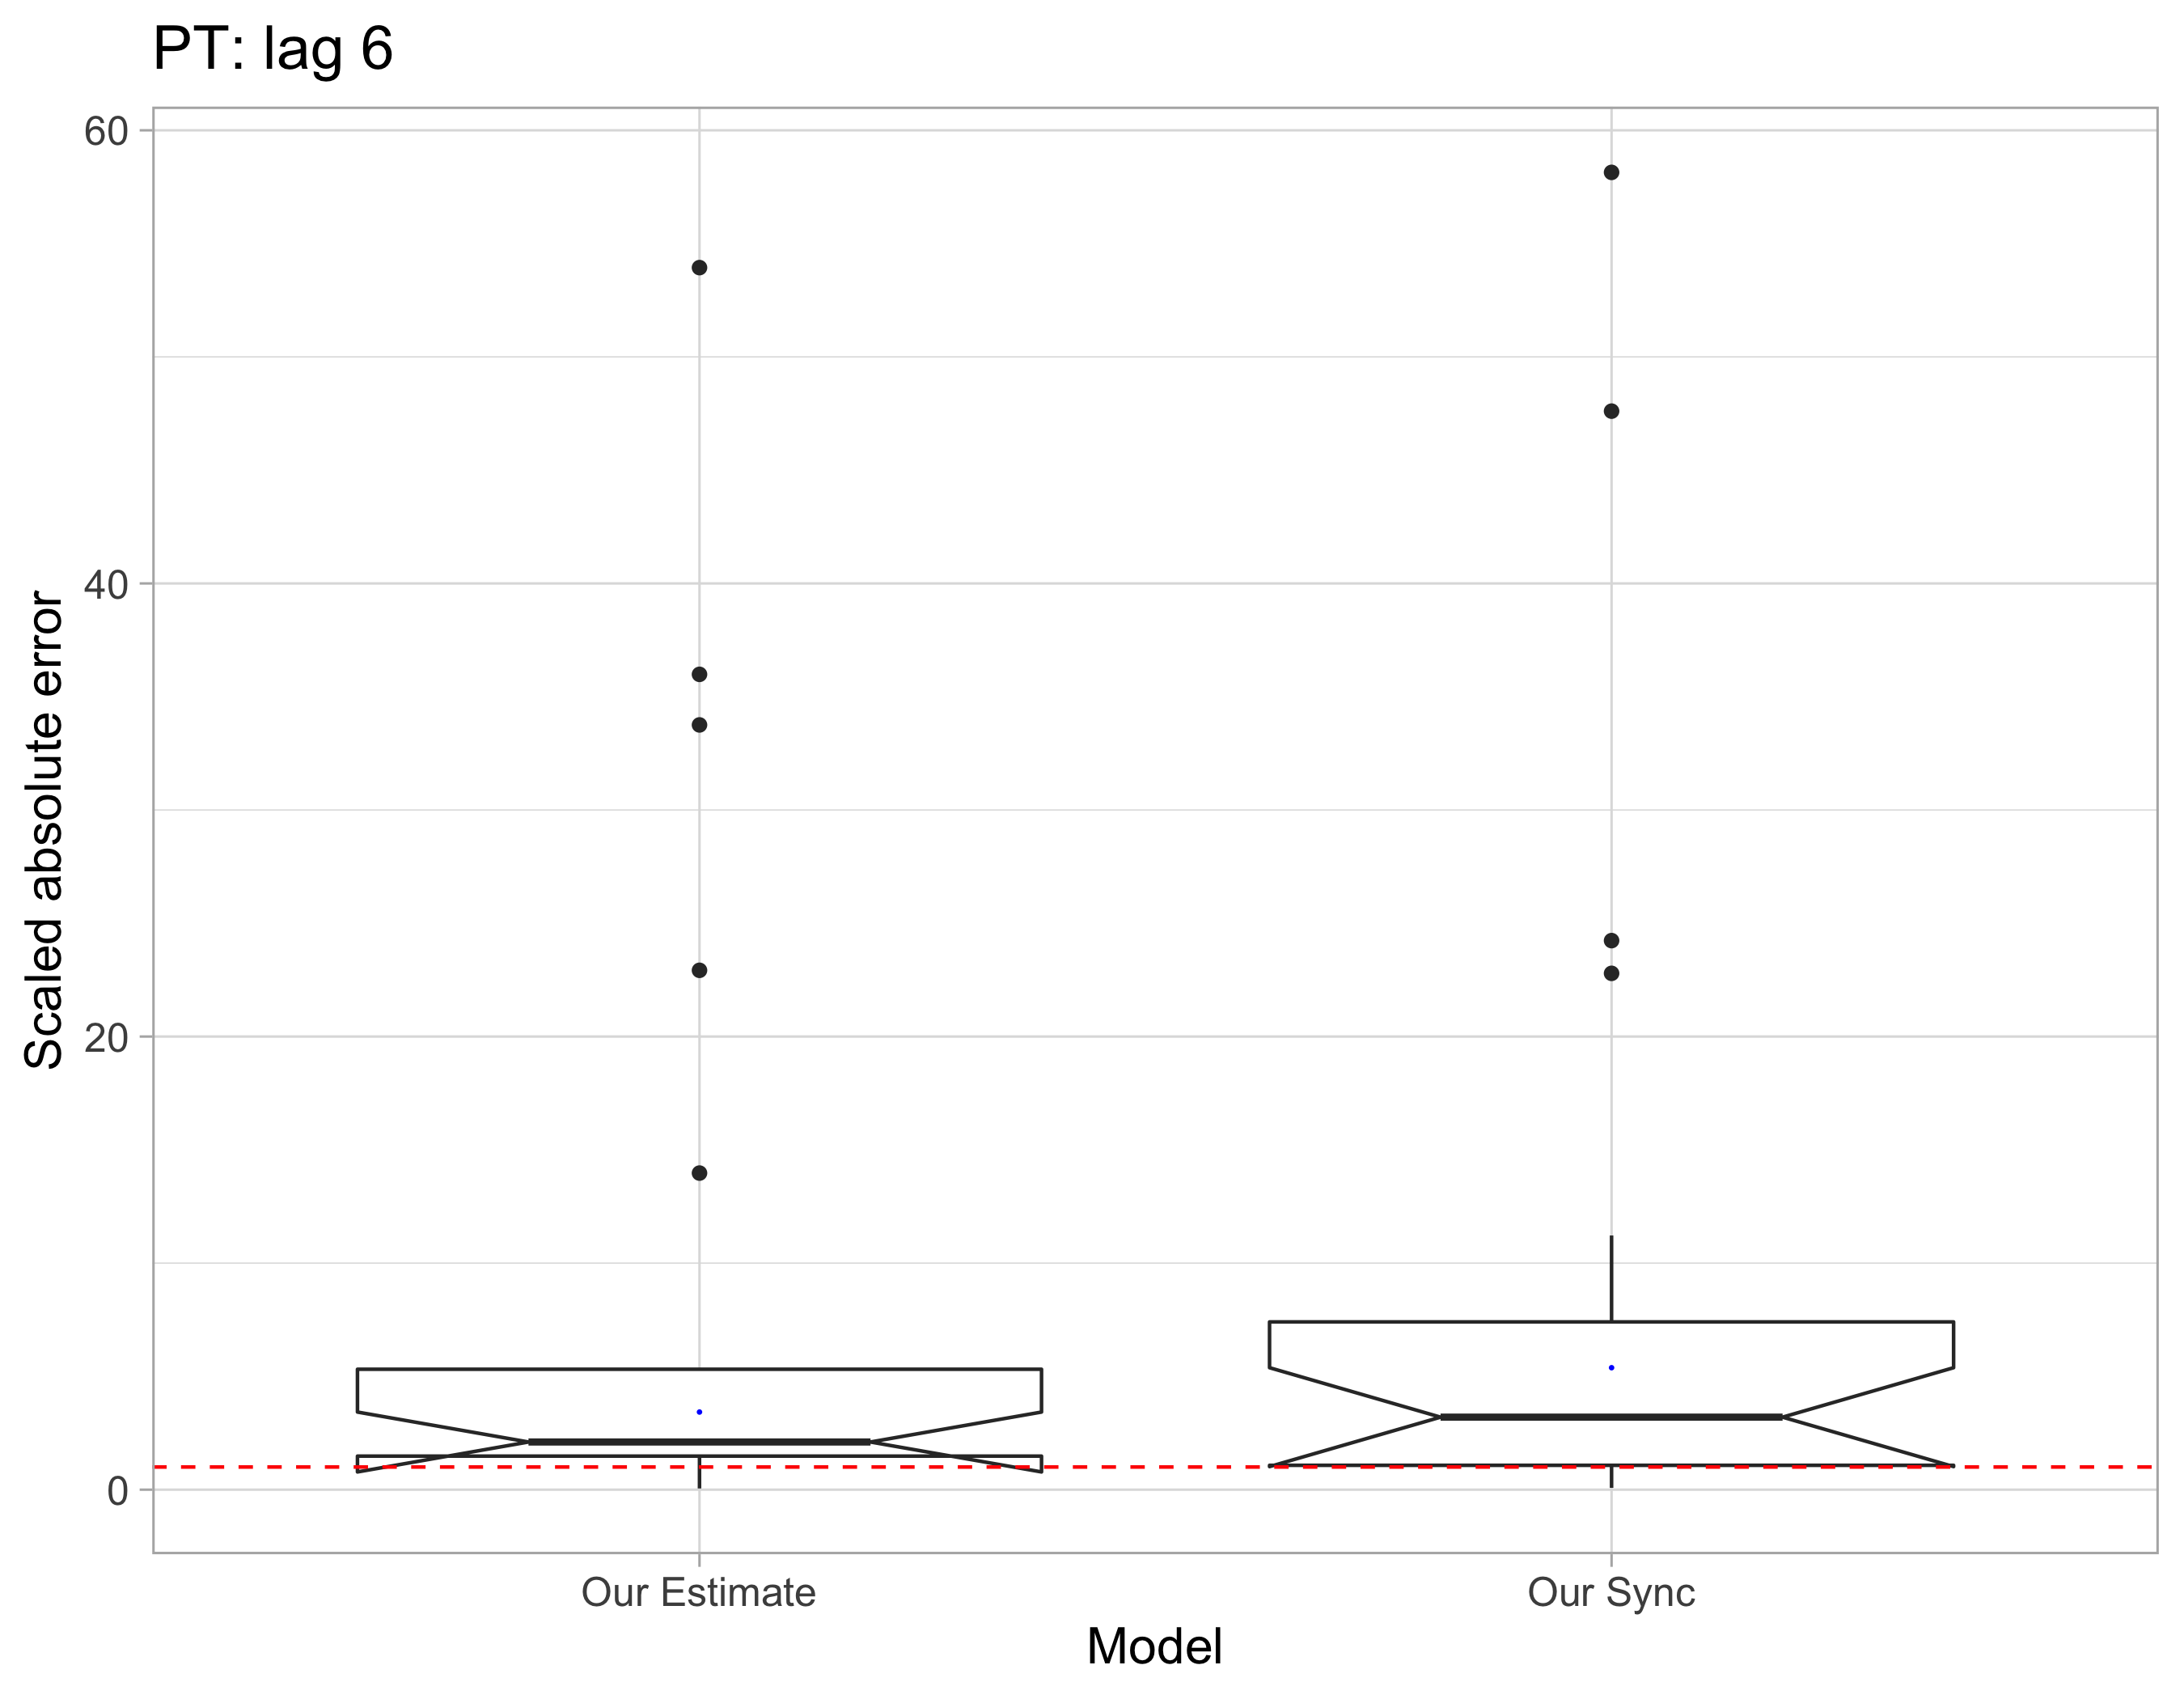 PT: lag 6
60
40
20
0
Scaled absolute error
Our Estimate
Our Sync
Model